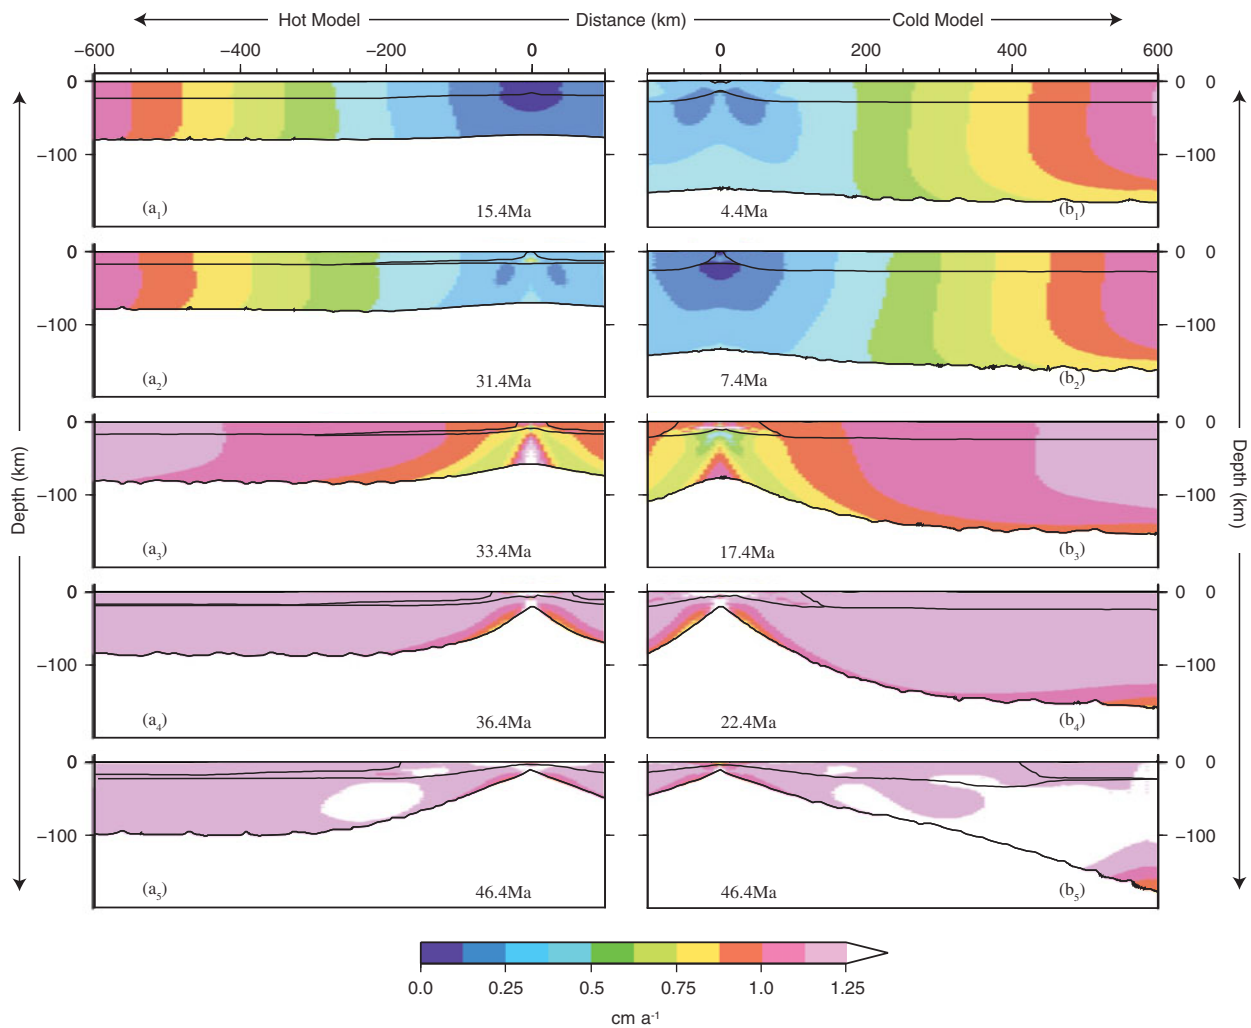 Hot Model Distance (km) Cold Model
−600 −400 −200 0 0 200 400 600
0 0 0
−100 −100
(a1) 15.4Ma 4.4Ma (b1)
0 0 0
−100 −100
(a2) 31.4Ma 7.4Ma (b2)
Depth (km) Depth (km)
0 0 0
−100 −100
(a3) 33.4Ma 17.4Ma (b3)
0 0 0
−100 −100
(a4) 36.4Ma 22.4Ma (b4)
0 0 0
−100 −100
(a5) 46.4Ma 46.4Ma (b5)
0.0 0.25 0.50 0.75 1.0 1.25
cm a⁻¹